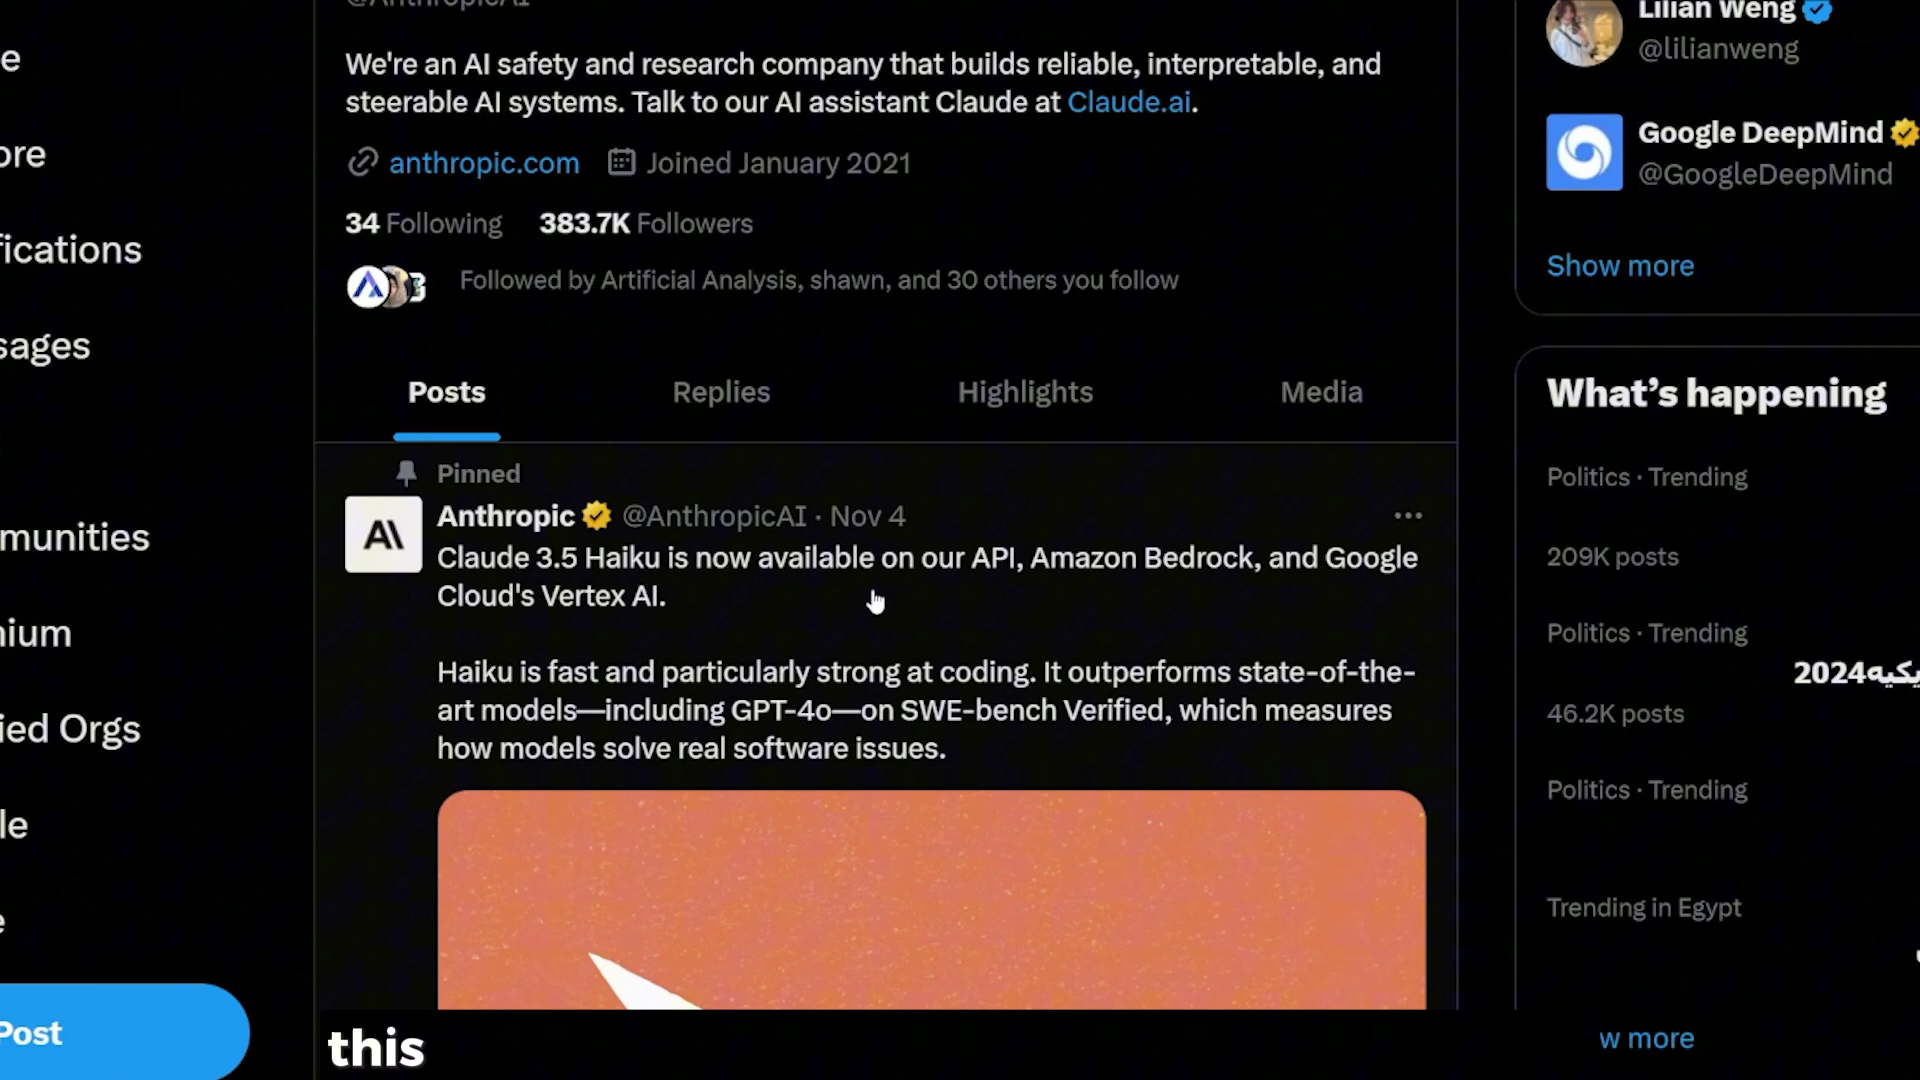 We're an AI safety and research company that builds reliable, interpretable, and
steerable AI systems. Talk to our AI assistant Claude at Claude.ai.
anthropic.com Joined January 2021
34 Following 383.7K Followers
Followed by Artificial Analysis, shawn, and 30 others you follow
Posts Replies Highlights Media
Pinned
Anthropic @AnthropicAI · Nov 4
Claude 3.5 Haiku is now available on our API, Amazon Bedrock, and Google
Cloud's Vertex AI.
Haiku is fast and particularly strong at coding. It outperforms state-of-the-
art models—including GPT-4o—on SWE-bench Verified, which measures
how models solve real software issues.
this
e
ore
fications
sages
munities
nium
ied Orgs
le
Post
Lilian Weng
@lilianweng
Google DeepMind
@GoogleDeepMind
Show more
What's happening
Politics · Trending
209K posts
Politics · Trending
2024
46.2K posts
Politics · Trending
Trending in Egypt
w more